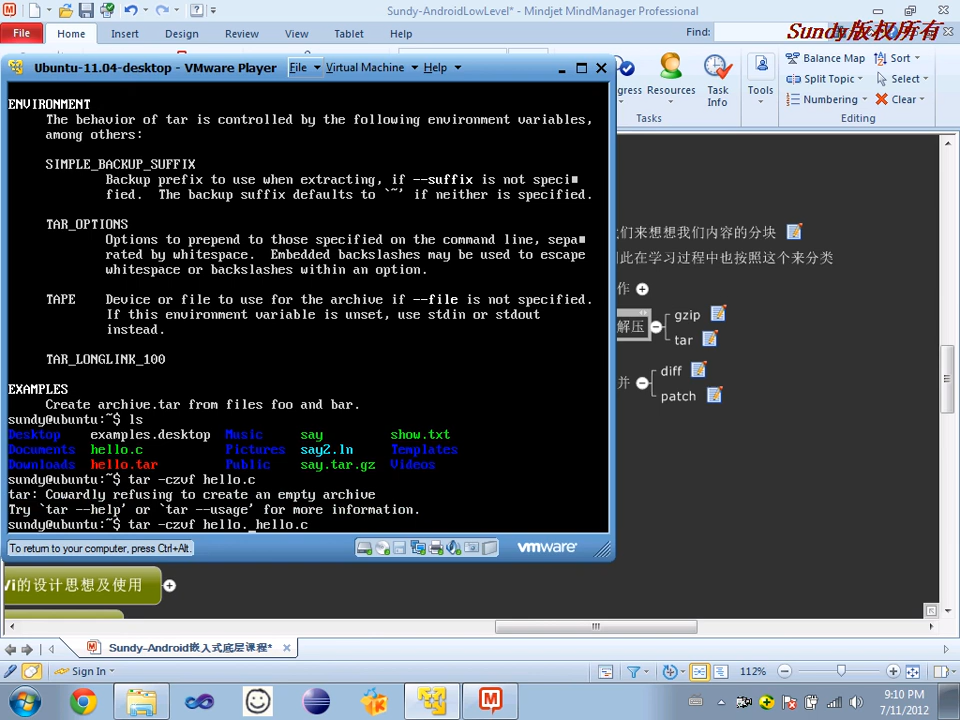 Sundy-AndroidLowLevel* - Mindjet MindManager Professional
File Home Insert Design Review View Tablet Help Find:
Sundy版权所有
Ubuntu-11.04-desktop - VMware Player File Virtual Machine Help
gress Resources Task Info Tools
Balance Map Sort
Split Topic Select
Numbering Clear
Tasks Editing
ENVIRONMENT
The behavior of tar is controlled by the following environment variables,
among others:
SIMPLE_BACKUP_SUFFIX
Backup prefix to use when extracting, if --suffix is not speci
fied. The backup suffix defaults to `~' if neither is specified.
TAR_OPTIONS
Options to prepend to those specified on the command line, sepa
rated by whitespace. Embedded backslashes may be used to escape
whitespace or backslashes within an option.
TAPE Device or file to use for the archive if --file is not specified.
If this environment variable is unset, use stdin or stdout
instead.
TAR_LONGLINK_100
EXAMPLES
Create archive.tar from files foo and bar.
sundy@ubuntu:~$ ls
Desktop examples.desktop Music say show.txt
Documents hello.c Pictures say2.ln Templates
Downloads hello.tar Public say.tar.gz Videos
sundy@ubuntu:~$ tar -czvf hello.c
tar: Cowardly refusing to create an empty archive
Try `tar --help' or `tar --usage' for more information.
sundy@ubuntu:~$ tar -czvf hello._hello.c
To return to your computer, press Ctrl+Alt.
vmware
们来想想我们内容的分块
此在学习过程中也按照这个来分类
作
解压
gzip
tar
并
diff
patch
Vi的设计思想及使用
Sundy-Android嵌入式底层课程*
Sign In
112%
9:10 PM
7/11/2012